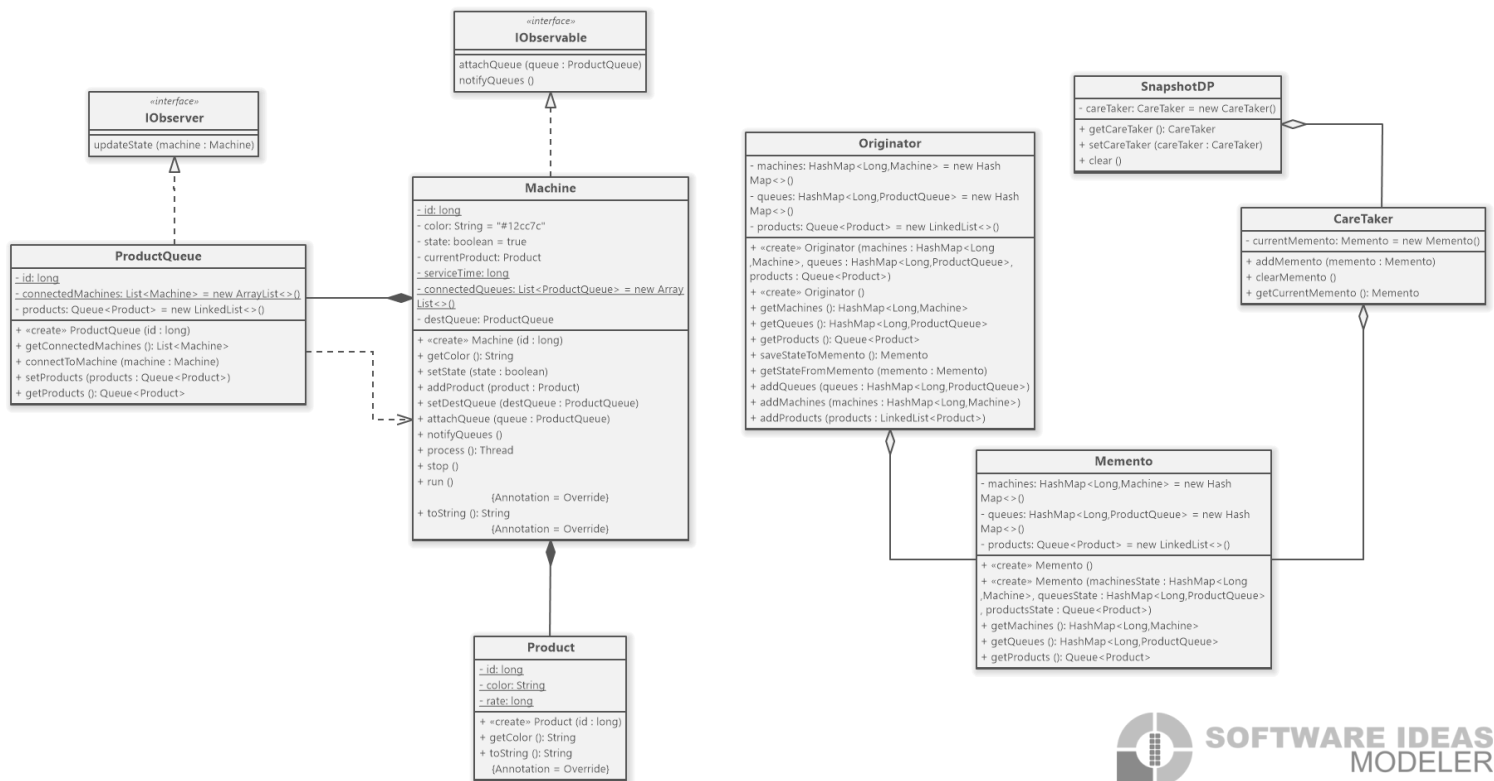 «interface»
IObservable
attachQueue (queue : ProductQueue)
notifyQueues ()
«interface»
IObserver
updateState (machine : Machine)
ProductQueue
- id: long
- connectedMachines: List<Machine> = new ArrayList<>()
- products: Queue<Product> = new LinkedList<>()
+ «create» ProductQueue (id : long)
+ getConnectedMachines (): List<Machine>
+ connectToMachine (machine : Machine)
+ setProducts (products : Queue<Product>)
+ getProducts (): Queue<Product>
Machine
- id: long
- color: String = "#12cc7c"
- state: boolean = true
- currentProduct: Product
- serviceTime: long
- connectedQueues: List<ProductQueue> = new Array
List<>()
- destQueue: ProductQueue
+ «create» Machine (id : long)
+ getColor (): String
+ setState (state : boolean)
+ addProduct (product : Product)
+ setDestQueue (destQueue : ProductQueue)
+ attachQueue (queue : ProductQueue)
+ notifyQueues ()
+ process (): Thread
+ stop ()
+ run ()
{Annotation = Override}
+ toString (): String
{Annotation = Override}
Product
- id: long
- color: String
- rate: long
+ «create» Product (id : long)
+ getColor (): String
+ toString (): String
{Annotation = Override}
Originator
- machines: HashMap<Long,Machine> = new Hash
Map<>()
- queues: HashMap<Long,ProductQueue> = new Hash
Map<>()
- products: Queue<Product> = new LinkedList<>()
+ «create» Originator (machines : HashMap<Long
,Machine>, queues : HashMap<Long,ProductQueue>,
products : Queue<Product>)
+ «create» Originator ()
+ getMachines (): HashMap<Long,Machine>
+ getQueues (): HashMap<Long,ProductQueue>
+ getProducts (): Queue<Product>
+ saveStateToMemento (): Memento
+ getStateFromMemento (memento : Memento)
+ addQueues (queues : HashMap<Long,ProductQueue>)
+ addMachines (machines : HashMap<Long,Machine>)
+ addProducts (products : LinkedList<Product>)
SnapshotDP
- careTaker: CareTaker = new CareTaker()
+ getCareTaker (): CareTaker
+ setCareTaker (careTaker : CareTaker)
+ clear ()
CareTaker
- currentMemento: Memento = new Memento()
+ addMemento (memento : Memento)
+ clearMemento ()
+ getCurrentMemento (): Memento
Memento
- machines: HashMap<Long,Machine> = new Hash
Map<>()
- queues: HashMap<Long,ProductQueue> = new Hash
Map<>()
- products: Queue<Product> = new LinkedList<>()
+ «create» Memento ()
+ «create» Memento (machinesState : HashMap<Long
,Machine>, queuesState : HashMap<Long,ProductQueue>
, productsState : Queue<Product>)
+ getMachines (): HashMap<Long,Machine>
+ getQueues (): HashMap<Long,ProductQueue>
+ getProducts (): Queue<Product>
SOFTWARE IDEAS
MODELER